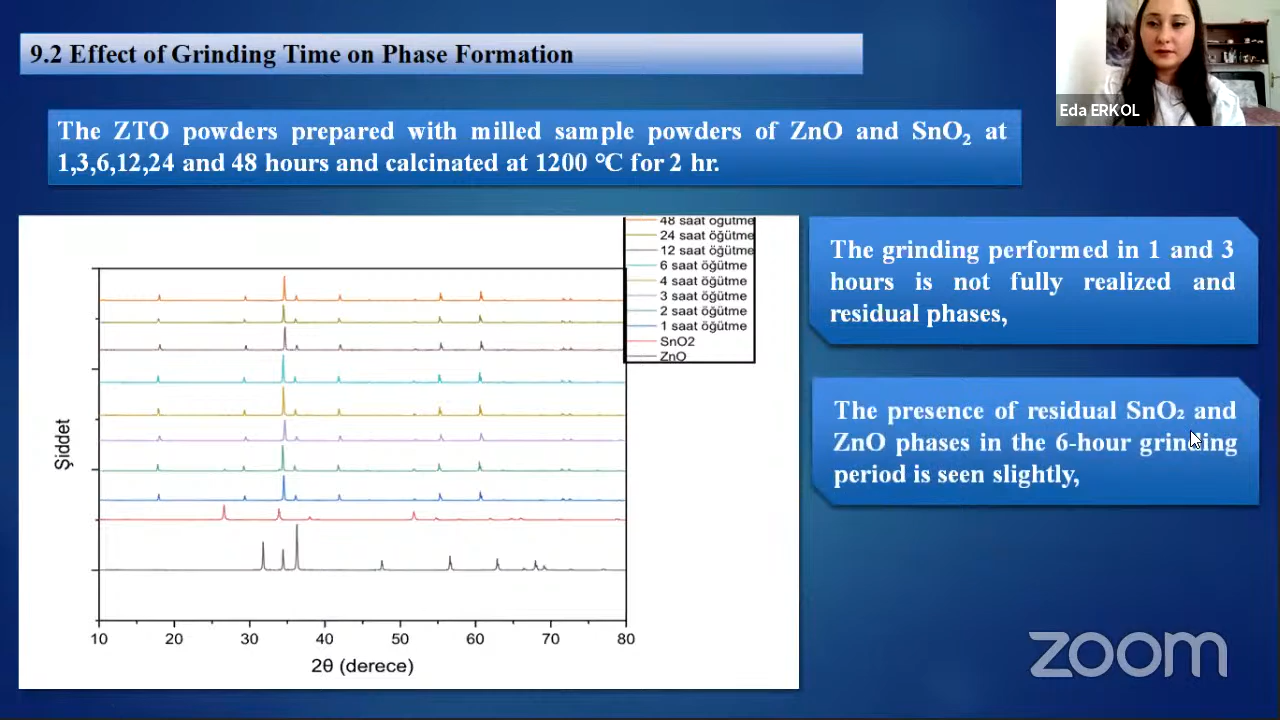 9.2 Effect of Grinding Time on Phase Formation
Eda ERKOL
The ZTO powders prepared with milled sample powders of ZnO and SnO₂ at
1,3,6,12,24 and 48 hours and calcinated at 1200 °C for 2 hr.
48 saat öğütme
24 saat öğütme
12 saat öğütme
6 saat öğütme
4 saat öğütme
3 saat öğütme
2 saat öğütme
1 saat öğütme
SnO2
ZnO
Şiddet
10 20 30 40 50 60 70 80
2θ (derece)
The grinding performed in 1 and 3
hours is not fully realized and
residual phases,
The presence of residual SnO₂ and
ZnO phases in the 6-hour grinding
period is seen slightly,
zoom